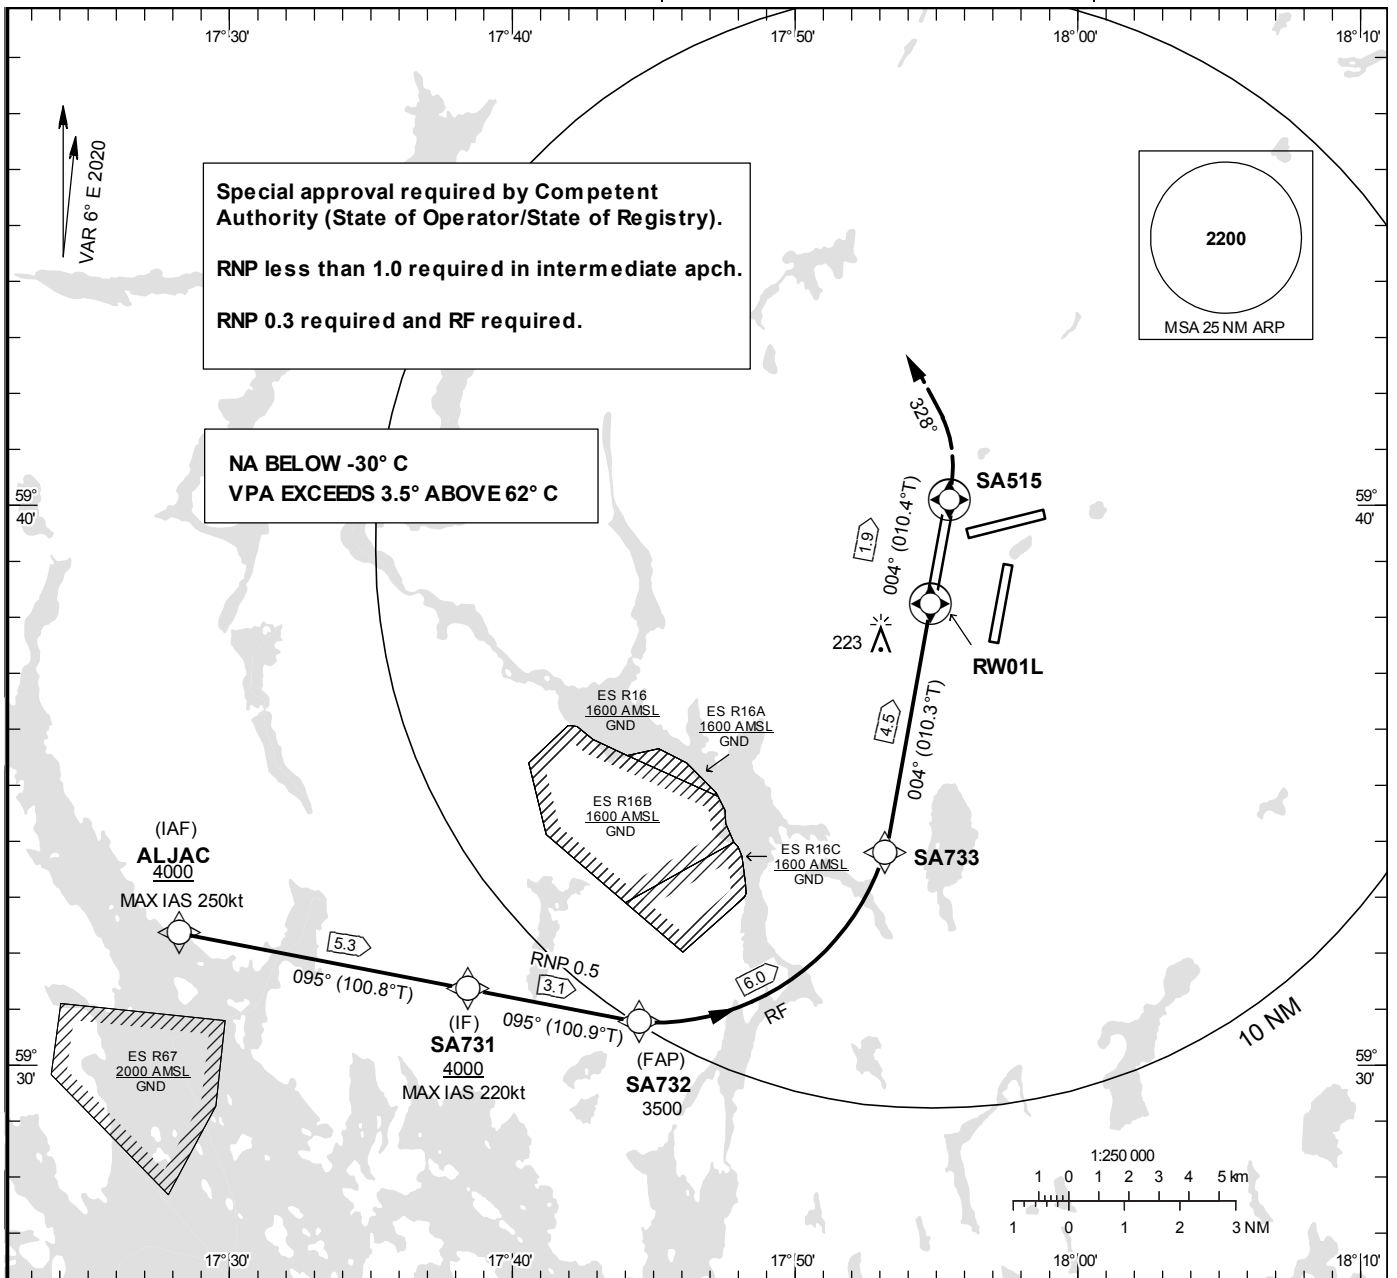 17°30'
17°40'
17°50'
18°00'
18°10'
VAR 6° E 2020
Special approval required by Competent
Authority (State of Operator/State of Registry).
RNP less than 1.0 required in intermediate apch.
RNP 0.3 required and RF required.
2200
MSA 25 NM ARP
NA BELOW -30° C
VPA EXCEEDS 3.5° ABOVE 62° C
328°
SA515
59°
40'
59°
40'
1.9
004° (010.4°T)
223
RW01L
ES R16
1600 AMSL
GND
ES R16A
1600 AMSL
GND
4.5
004° (010.3°T)
ES R16B
1600 AMSL
GND
ES R16C
1600 AMSL
GND
SA733
(IAF)
ALJAC
4000
MAX IAS 250kt
5.3
095° (100.8°T)
RNP 0.5
3.1
095° (100.9°T)
6.0
RF
(IF)
SA731
4000
MAX IAS 220kt
(FAP)
SA732
3500
10 NM
ES R67
2000 AMSL
GND
59°
30'
59°
30'
1:250 000
1 0 1 2 3 4 5 km
1 0 1 2 3 NM
17°30'
17°40'
17°50'
18°00'
18°10'